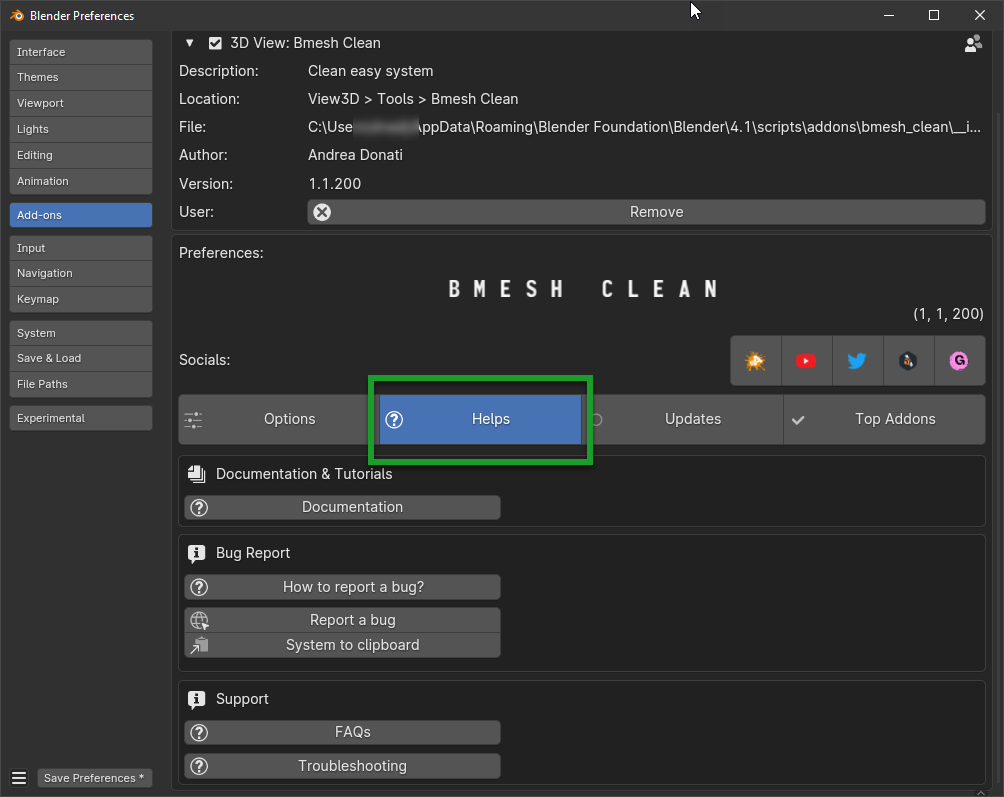 Blender Preferences
Interface
Themes
Viewport
Lights
Editing
Animation
Add-ons
Input
Navigation
Keymap
System
Save & Load
File Paths
Experimental
Save Preferences *
3D View: Bmesh Clean
Description: Clean easy system
Location: View3D > Tools > Bmesh Clean
File: C:\Use ppData\Roaming\Blender Foundation\Blender\4.1\scripts\addons\bmesh_clean\__i...
Author: Andrea Donati
Version: 1.1.200
User: Remove
Preferences:
BMESH CLEAN
(1, 1, 200)
Socials:
G
Options Helps Updates Top Addons
Documentation & Tutorials
Documentation
Bug Report
How to report a bug?
Report a bug
System to clipboard
Support
FAQs
Troubleshooting